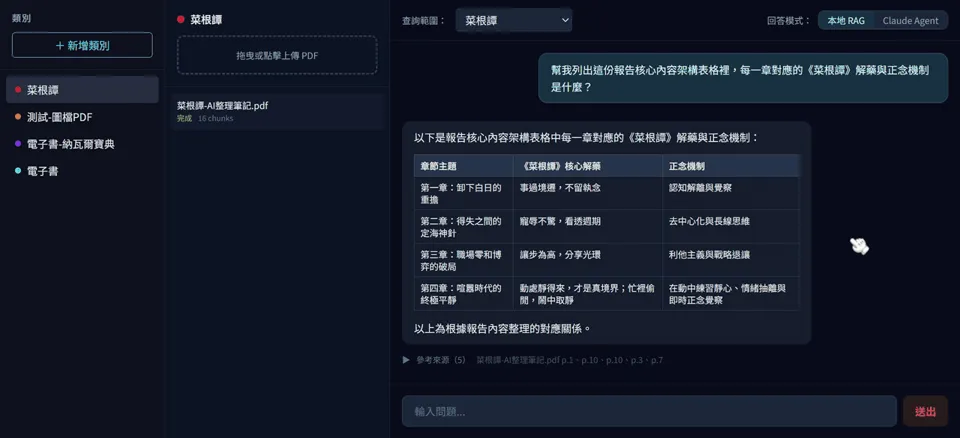 類別
＋ 新增類別
菜根譚
測試-圖檔PDF
電子書-納瓦爾寶典
電子書
菜根譚
拖曳或點擊上傳 PDF
菜根譚-AI整理筆記.pdf
完成 16 chunks
查詢範圍：
菜根譚
回答模式：
本地 RAG
Claude Agent
幫我列出這份報告核心內容架構表格裡，每一章對應的《菜根譚》解藥與正念機制
是什麼？
以下是報告核心內容架構表格中每一章對應的《菜根譚》解藥與正念機制：
章節主題 《菜根譚》核心解藥 正念機制
第一章：卸下白日的 事過境遷，不留執念 認知解離與覺察
重擔
第二章：得失之間的 寵辱不驚，看透週期 去中心化與長線思維
定海神針
第三章：職場零和博 讓步為高，分享光環 利他主義與戰略退讓
弈的破局
第四章：喧囂時代的 動處靜得來，才是真境界；忙裡偷 在動中練習靜心、情緒抽離與
終極平靜 閒，鬧中取靜 即時正念覺察
以上為根據報告內容整理的對應關係。
▶ 參考來源（5） 菜根譚-AI整理筆記.pdf p.1、p.10、p.10、p.3、p.7
輸入問題...
送出